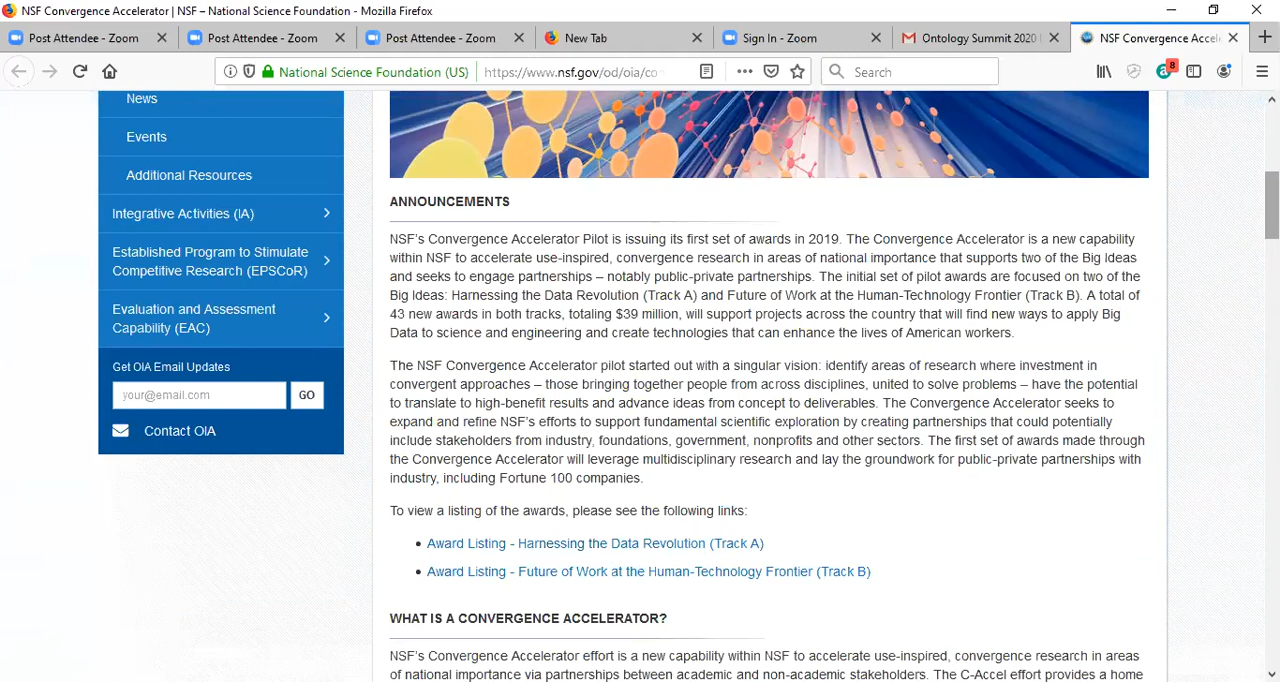 NSF Convergence Accelerator | NSF – National Science Foundation - Mozilla Firefox
Post Attendee - Zoom
Post Attendee - Zoom
Post Attendee - Zoom
New Tab
Sign In - Zoom
Ontology Summit 2020
NSF Convergence Accel
National Science Foundation (US)
https://www.nsf.gov/od/oia/co
Search
8
News
Events
Additional Resources
Integrative Activities (IA)
Established Program to Stimulate
Competitive Research (EPSCoR)
Evaluation and Assessment
Capability (EAC)
Get OIA Email Updates
your@email.com
GO
Contact OIA
ANNOUNCEMENTS
NSF's Convergence Accelerator Pilot is issuing its first set of awards in 2019. The Convergence Accelerator is a new capability
within NSF to accelerate use-inspired, convergence research in areas of national importance that supports two of the Big Ideas
and seeks to engage partnerships – notably public-private partnerships. The initial set of pilot awards are focused on two of the
Big Ideas: Harnessing the Data Revolution (Track A) and Future of Work at the Human-Technology Frontier (Track B). A total of
43 new awards in both tracks, totaling $39 million, will support projects across the country that will find new ways to apply Big
Data to science and engineering and create technologies that can enhance the lives of American workers.
The NSF Convergence Accelerator pilot started out with a singular vision: identify areas of research where investment in
convergent approaches – those bringing together people from across disciplines, united to solve problems – have the potential
to translate to high-benefit results and advance ideas from concept to deliverables. The Convergence Accelerator seeks to
expand and refine NSF's efforts to support fundamental scientific exploration by creating partnerships that could potentially
include stakeholders from industry, foundations, government, nonprofits and other sectors. The first set of awards made through
the Convergence Accelerator will leverage multidisciplinary research and lay the groundwork for public-private partnerships with
industry, including Fortune 100 companies.
To view a listing of the awards, please see the following links:
Award Listing - Harnessing the Data Revolution (Track A)
Award Listing - Future of Work at the Human-Technology Frontier (Track B)
WHAT IS A CONVERGENCE ACCELERATOR?
NSF's Convergence Accelerator effort is a new capability within NSF to accelerate use-inspired, convergence research in areas
of national importance via partnerships between academic and non-academic stakeholders. The C-Accel effort provides a home